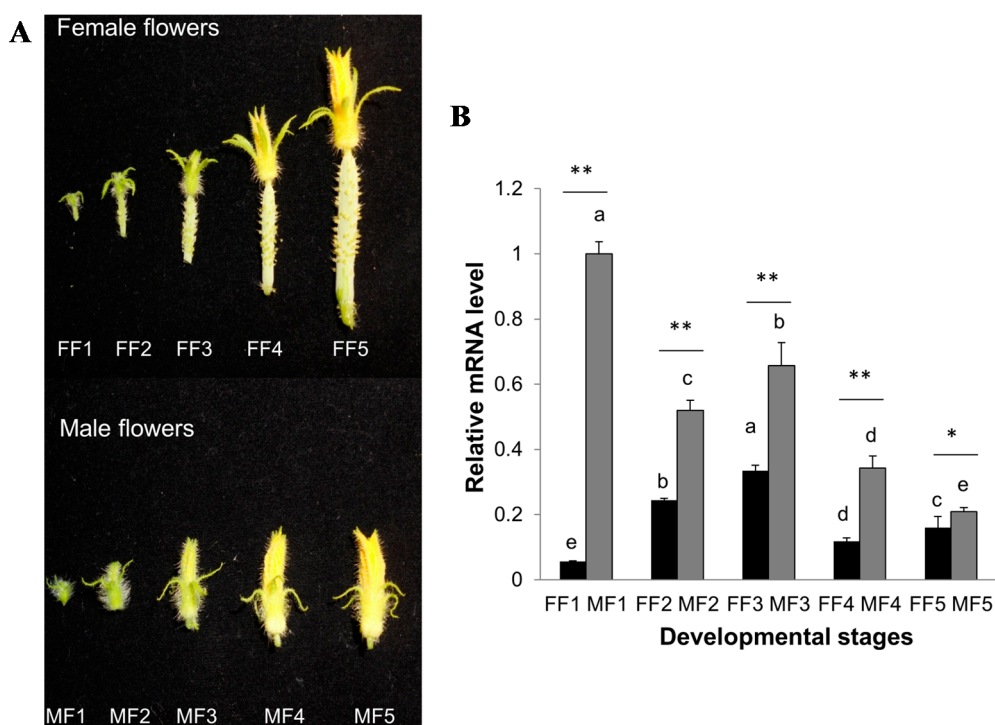 A
Female flowers
FF1 FF2 FF3 FF4 FF5
Male flowers
MF1 MF2 MF3 MF4 MF5
B
Relative mRNA level
1.2
1
0.8
0.6
0.4
0.2
0
** ** ** ** *
e a b c a b d d c e
FF1 MF1 FF2 MF2 FF3 MF3 FF4 MF4 FF5 MF5
Developmental stages